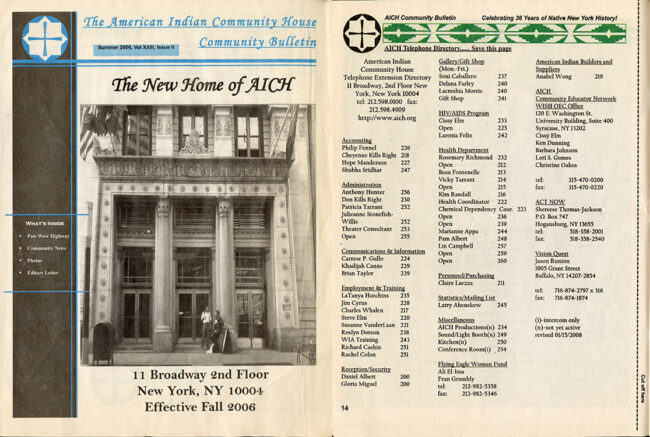 The American Indian Community House
Community Bulletin
Summer 2006, Vol XXIII, Issue II
The New Home of AICH
WHAT'S INSIDE
• Pow Wow Highway
• Community News
• Photos
• Editors Letter
11 Broadway 2nd Floor
New York, NY 10004
Effective Fall 2006
AICH Community Bulletin
Celebrating 36 Years of Native New York History!
AICH Telephone Directory...... Save this page
American Indian
Community House
Telephone Extension Directory
11 Broadway, 2nd Floor New
York, New York 10004
tel: 212.598.0100 fax:
212.598.4909
http://www.aich.org
Accounting
Philip Fennel 226
Cheyenne Kills Right 218
Hope Manderson 227
Shubha Sridhar 247
Administration
Anthony Hunter 256
Don Kills Right 230
Patricia Tarrant 252
Julieanne Stonefish-
Willis 252
Theater Consultant 253
Open 255
Communications & Information
Carrese P. Gullo 224
Khadijah Canns 229
Brian Taylor 229
Employment & Training
LaTanya Hutchins 235
Jim Cyrus 228
Charles Whalen 217
Steve Elm 220
Susanne VanderLaan 221
Roslyn Dotson 238
WIA Training 243
Richard Cashin 251
Rachel Colon 251
Reception/Security
Daniel Albert 200
Gloria Miguel 200
Gallery/Gift Shop
(Mon.-Fri.)
Soni Caballero 237
Delana Farley 240
Lacreshia Morris 240
Gift Shop 241
HIV/AIDS Program
Cissy Elm 233
Open 225
Larenia Felix 242
Health Department
Rosemary Richmond 232
Open 212
Beau Fontenelle 213
Vicky Tarrant 214
Open 215
Kim Randall 216
Health Coordinator 222
Chemical Dependency Coor. 223
Open 236
Open 239
Marianne Appa 244
Pam Albert 248
Lin Campbell 257
Open 259
Open 260
Personnel/Purchasing
Claire Laezza 211
Statistics/Mailing List
Larry Ahenekew 245
Miscellaneous
AICH Productions(n) 234
Sound/Light Booth(n) 249
Kitchen(n) 250
Conference Room(i) 254
Flying Eagle Woman Fund
Ali El-Issa
Fran Grumbly
tel: 212-982-5358
fax: 212-982-5346
American Indian Builders and
Suppliers
Anabel Wong 219
AICH
Community Educator Network
WISH OEC Office
120 E. Washington St.
University Building, Suite 400
Syracuse, NY 13202
Cissy Elm
Ken Dunning
Barbara Johnson
Lori S. Gomes
Christine Oakes
tel: 315-470-0200
fax: 315-470-0220
ACT NOW
Shereese Thomas-Jackson
P.O. Box 747
Hogansburg, NY 13655
tel: 518-358-2001
fax: 518-358-2540
Vision Quest
Jason Runion
1005 Grant Street
Buffalo, NY 14207-2854
tel: 716-874-2797 x 316
fax: 716-874-1874
(i)-intercom only
(n)-not yet active
revised 01/15/2008
Cut off here
14